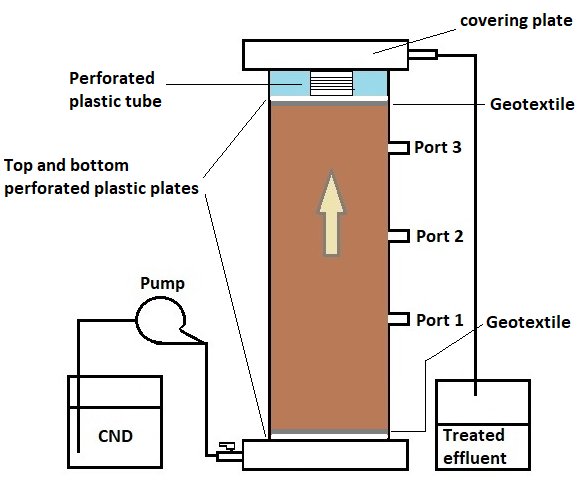 covering plate
Perforated
plastic tube
Geotextile
Port 3
Top and bottom
perforated plastic plates
Port 2
Pump
Port 1
Geotextile
CND
Treated
effluent